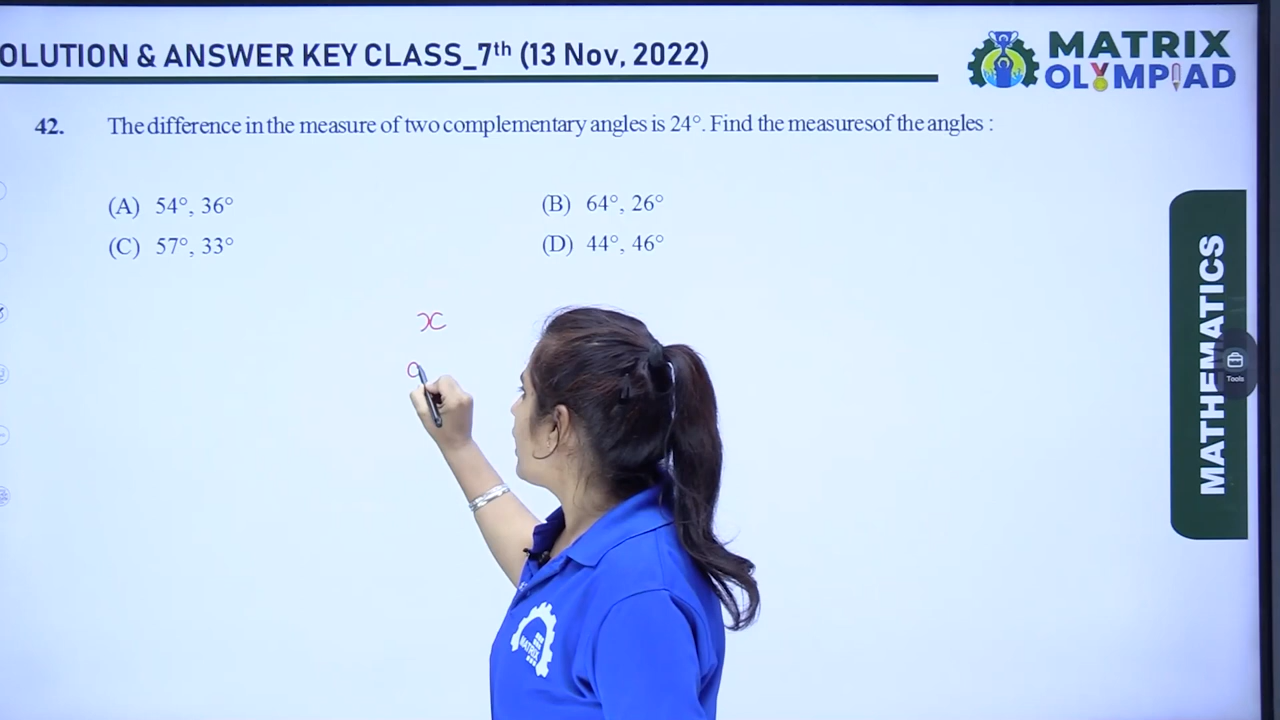 OLUTION & ANSWER KEY CLASS_7th (13 Nov, 2022)
MATRIX
OLYMPIAD
42. The difference in the measure of two complementary angles is 24°. Find the measuresof the angles :
(A) 54°, 36° (B) 64°, 26°
(C) 57°, 33° (D) 44°, 46°
x
MATHEMATICS
Tools
MATRIX